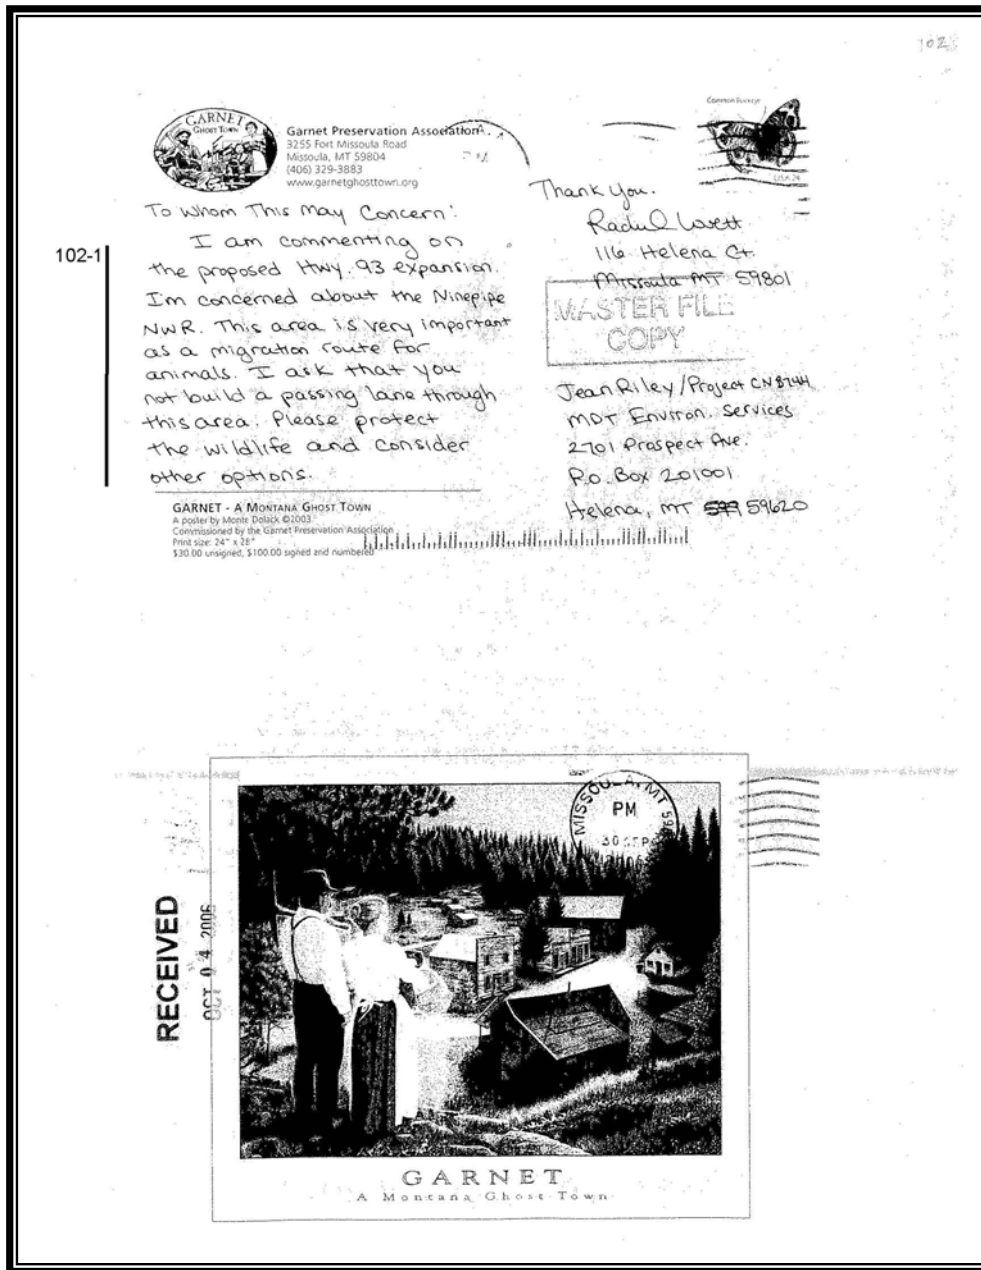 102
GARNET
GHOST TOWN
Garnet Preservation Association
3255 Fort Missoula Road
Missoula, MT 59804
(406) 329-3883
www.garnetghosttown.org
PM
Common Buckeye
USA 24
To Whom This May Concern:
I am commenting on
the proposed Hwy. 93 expansion.
I'm concerned about the Ninepipe
NWR. This area is very important
as a migration route for
animals. I ask that you
not build a passing lane through
this area. Please protect
the wildlife and consider
other options.
102-1
Thank You.
Lovett
116 Helena Ct.
Missoula MT 59801
MASTER FILE
COPY
Jean Riley/Project CN 8744
MDT Environ. Services
2701 Prospect Ave.
P.O. Box 201001
Helena, MT 599 59620
GARNET - A MONTANA GHOST TOWN
A poster by Monte Dolack ©2003
Commissioned by the Garnet Preservation Association
Print size: 24" x 28"
$30.00 unsigned, $100.00 signed and numbered
MISSOULA, MT
PM
30 SEP
RECEIVED
OCT 04 2006
GARNET
A Montana Ghost Town